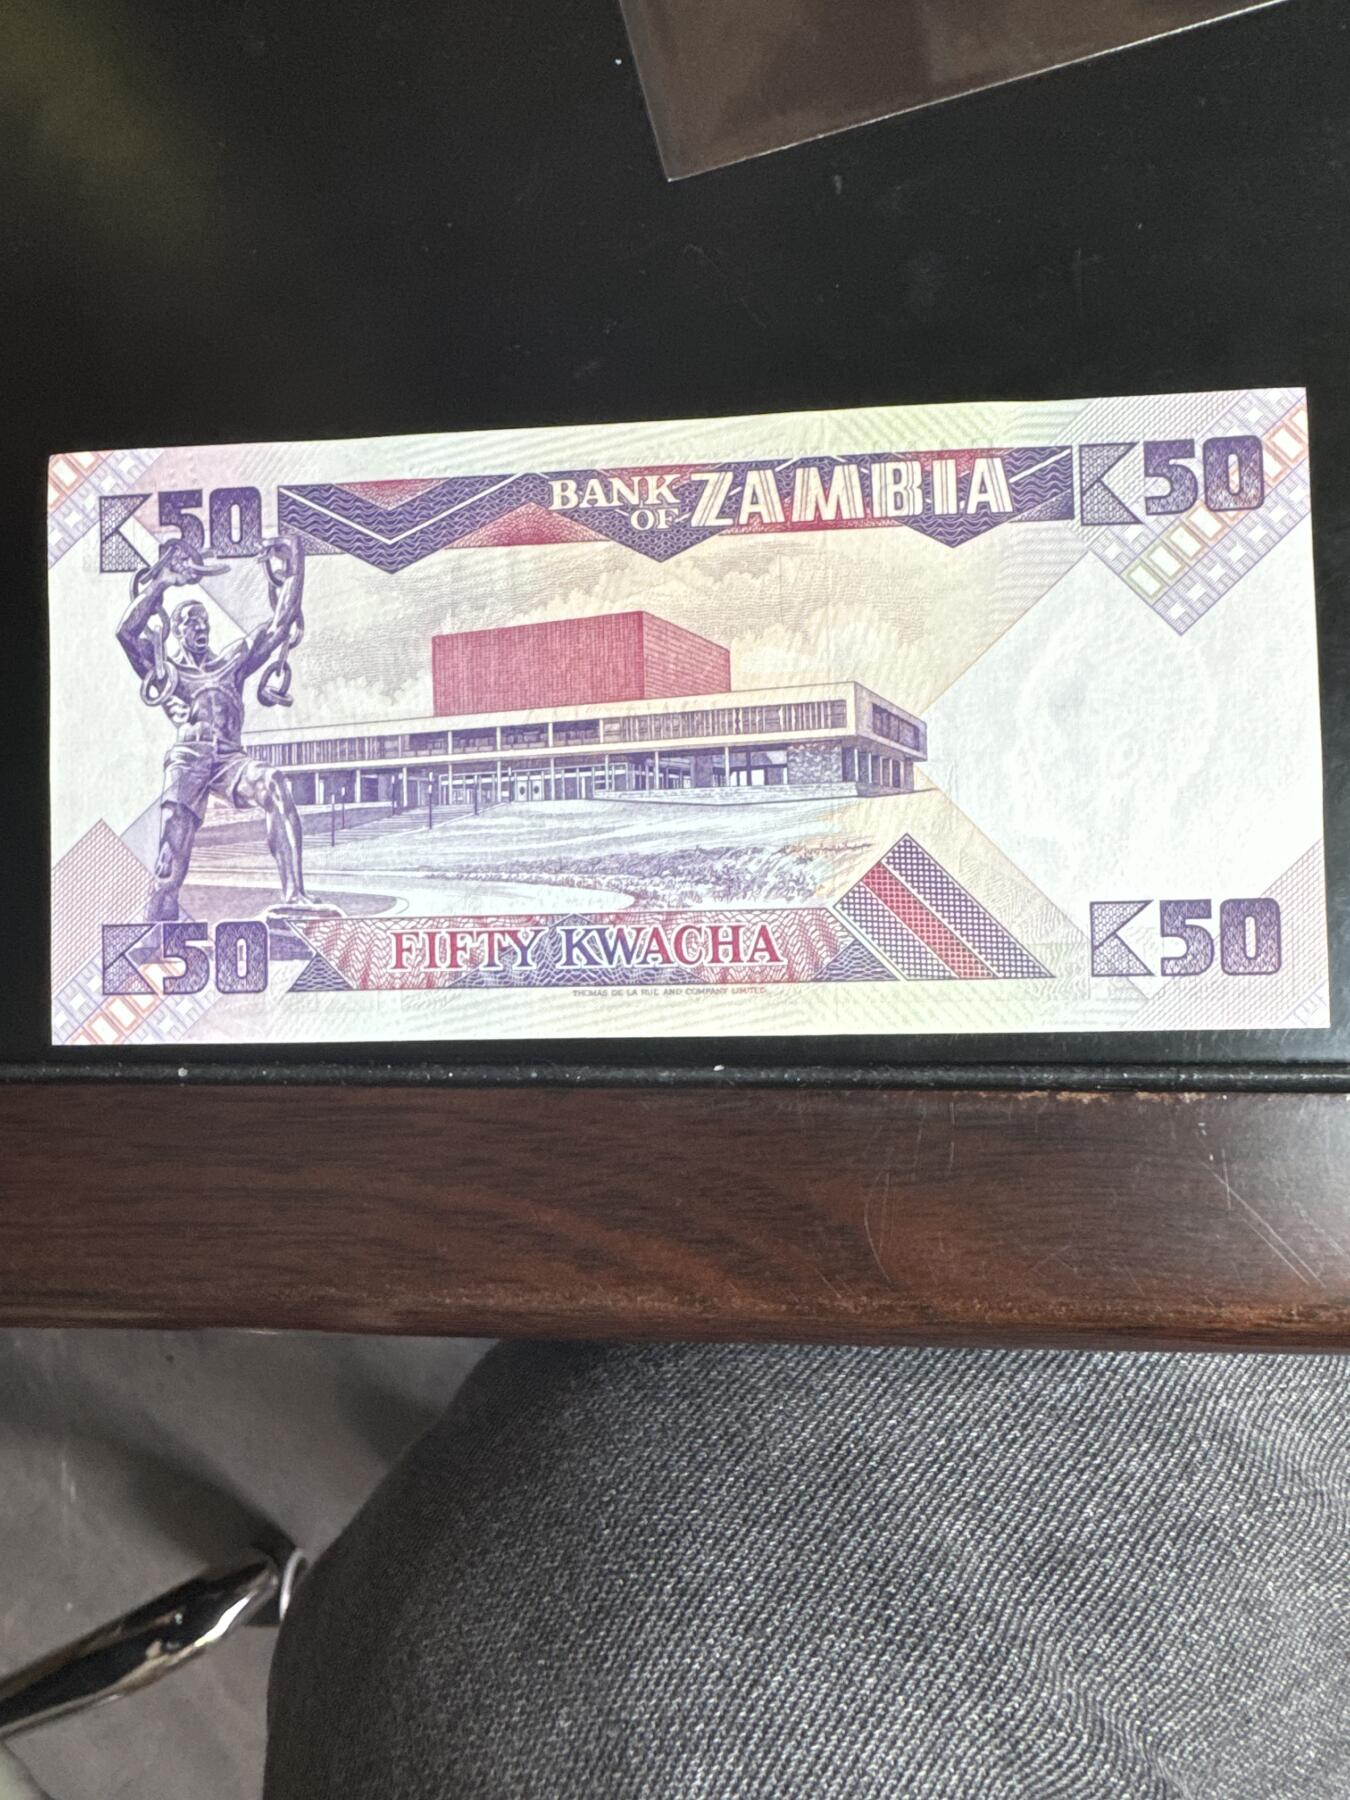 K50
BANK OF ZAMBIA
K50
K50
FIFTY KWACHA
K50
THOMAS DE LA RUE AND COMPANY LIMITED